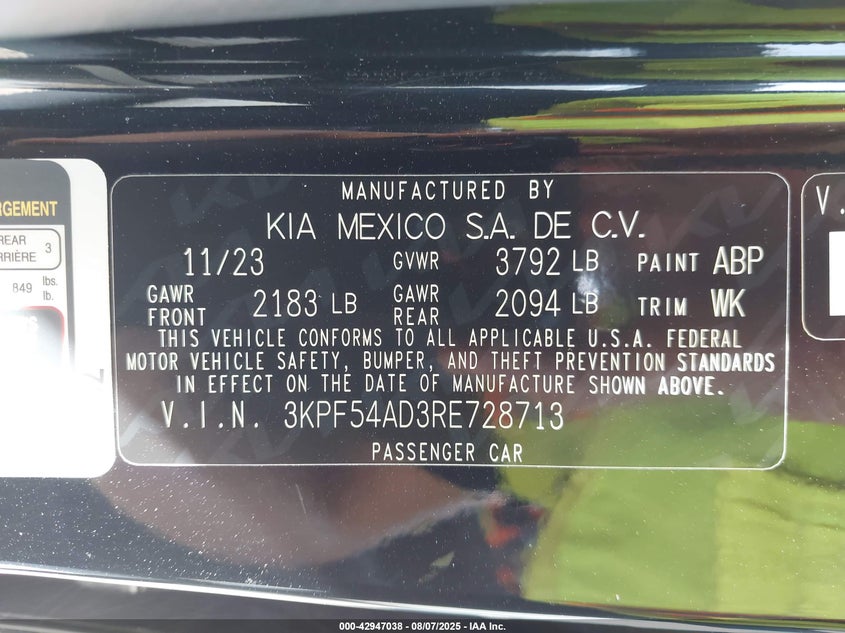 RGEMENT
REAR 3
RIÈRE
849 lbs.
lb.
MANUFACTURED BY
KIA MEXICO S.A. DE C.V.
11/23 GVWR 3792 LB PAINT ABP
GAWR FRONT 2183 LB GAWR REAR 2094 LB TRIM WK
THIS VEHICLE CONFORMS TO ALL APPLICABLE U.S.A. FEDERAL
MOTOR VEHICLE SAFETY, BUMPER, AND THEFT PREVENTION STANDARDS
IN EFFECT ON THE DATE OF MANUFACTURE SHOWN ABOVE.
V.I.N. 3KPF54AD3RE728713
PASSENGER CAR
V.
000-42947038 - 08/07/2025 - IAA Inc.